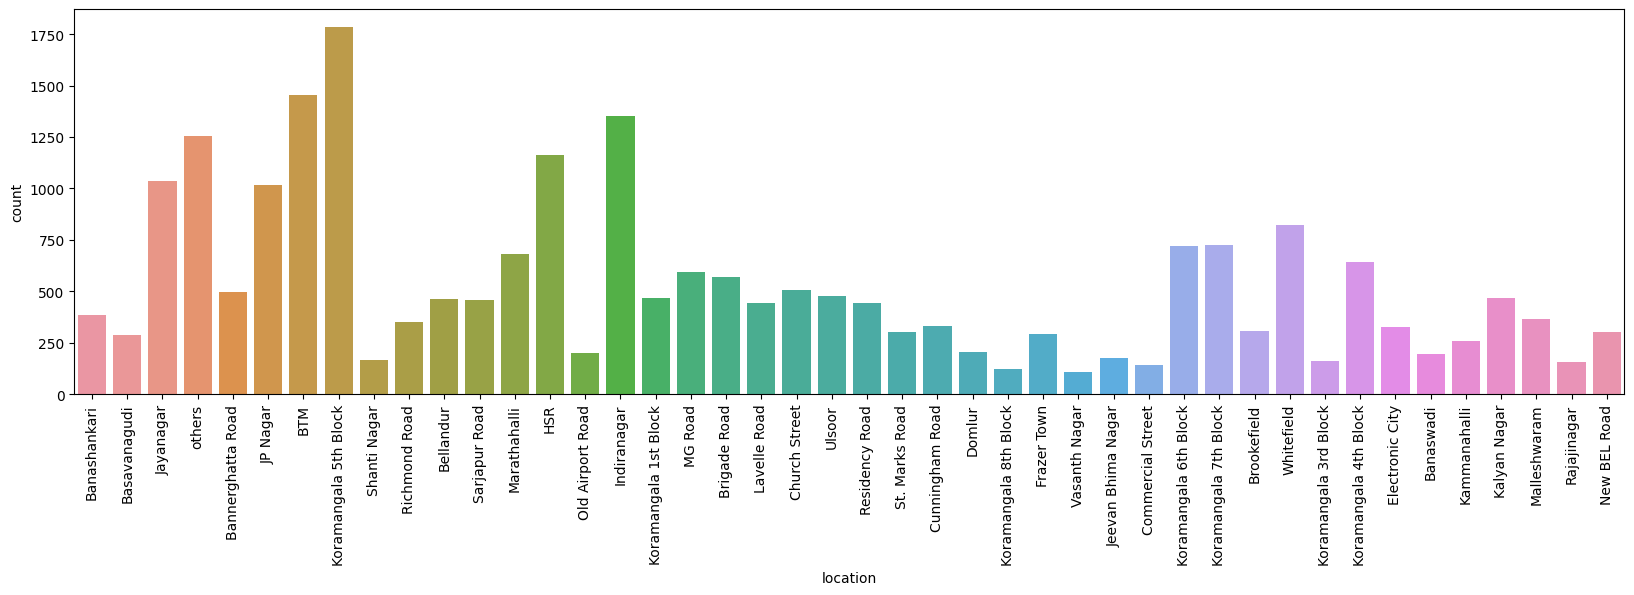 1750
1500
1250
1000
750
500
250
0
count
Banashankari
Basavanagudi
Jayanagar
others
Bannerghatta Road
JP Nagar
BTM
Koramangala 5th Block
Shanti Nagar
Richmond Road
Bellandur
Sarjapur Road
Marathahalli
HSR
Old Airport Road
Indiranagar
Koramangala 1st Block
MG Road
Brigade Road
Lavelle Road
Church Street
Ulsoor
Residency Road
St. Marks Road
Cunningham Road
Domlur
Koramangala 8th Block
Frazer Town
Vasanth Nagar
Jeevan Bhima Nagar
Commercial Street
Koramangala 6th Block
Koramangala 7th Block
Brookefield
Whitefield
Koramangala 3rd Block
Koramangala 4th Block
Electronic City
Banaswadi
Kammanahalli
Kalyan Nagar
Malleshwaram
Rajajinagar
New BEL Road
location